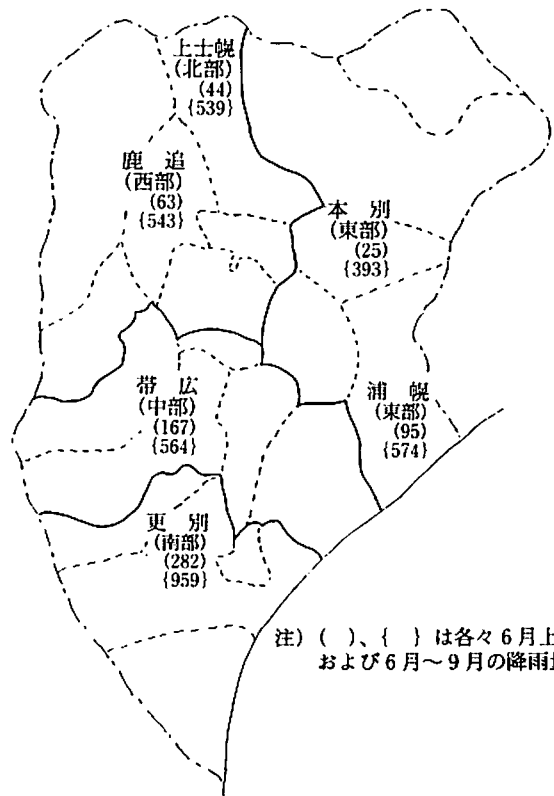 上士幌
(北部)
(44)
{539}
鹿追
(西部)
(63)
{543}
本別
(東部)
(25)
{393}
帯広
(中部)
(167)
{564}
浦幌
(東部)
(95)
{574}
更別
(南部)
(282)
{959}
注) ( )、{ } は各々6月上
および6月～9月の降雨